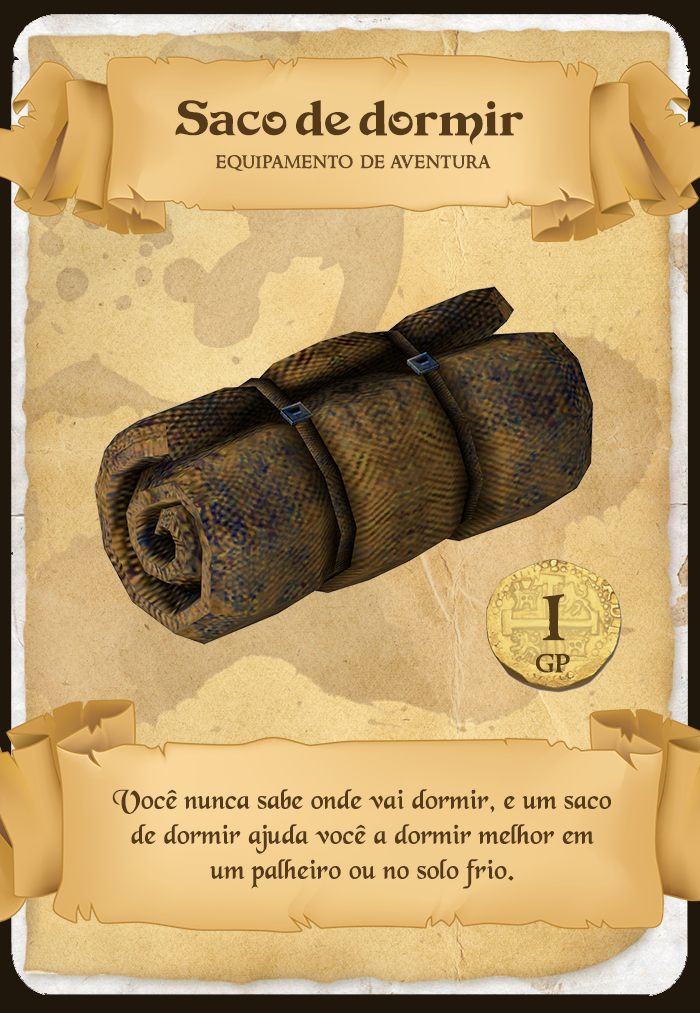 Saco de dormir
EQUIPAMENTO DE AVENTURA
1
GP
Você nunca sabe onde vai dormir, e um saco
de dormir ajuda você a dormir melhor em
um palheiro ou no solo frio.